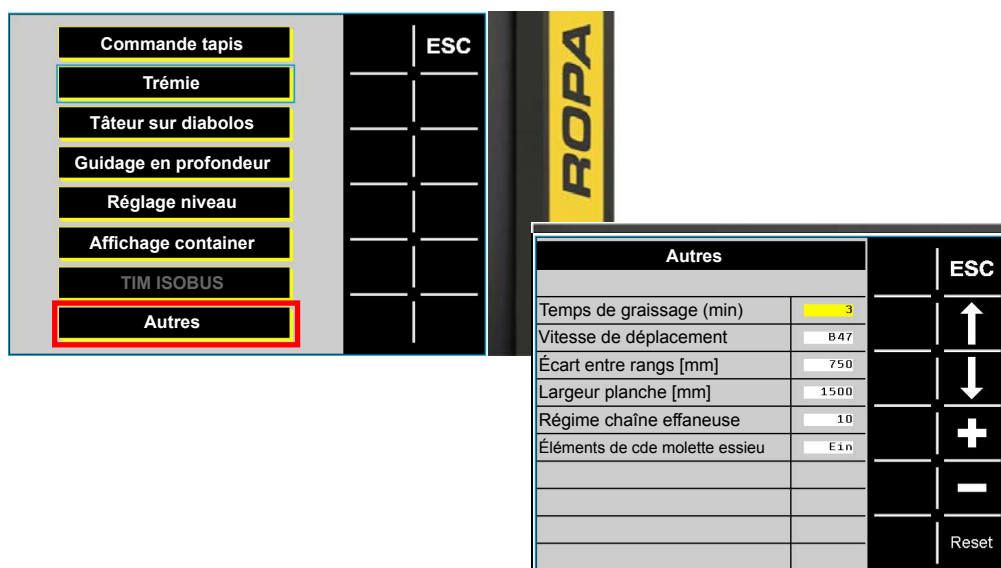 Commande tapis
ESC
Trémie
Tâteur sur diabolos
Guidage en profondeur
Réglage niveau
Affichage container
TIM ISOBUS
Autres
ROPA
Autres
ESC
Temps de graissage (min) 3
Vitesse de déplacement B47
Écart entre rangs [mm] 750
Largeur planche [mm] 1500
Régime chaîne effaneuse 10
Éléments de cde molette essieu Ein
Reset